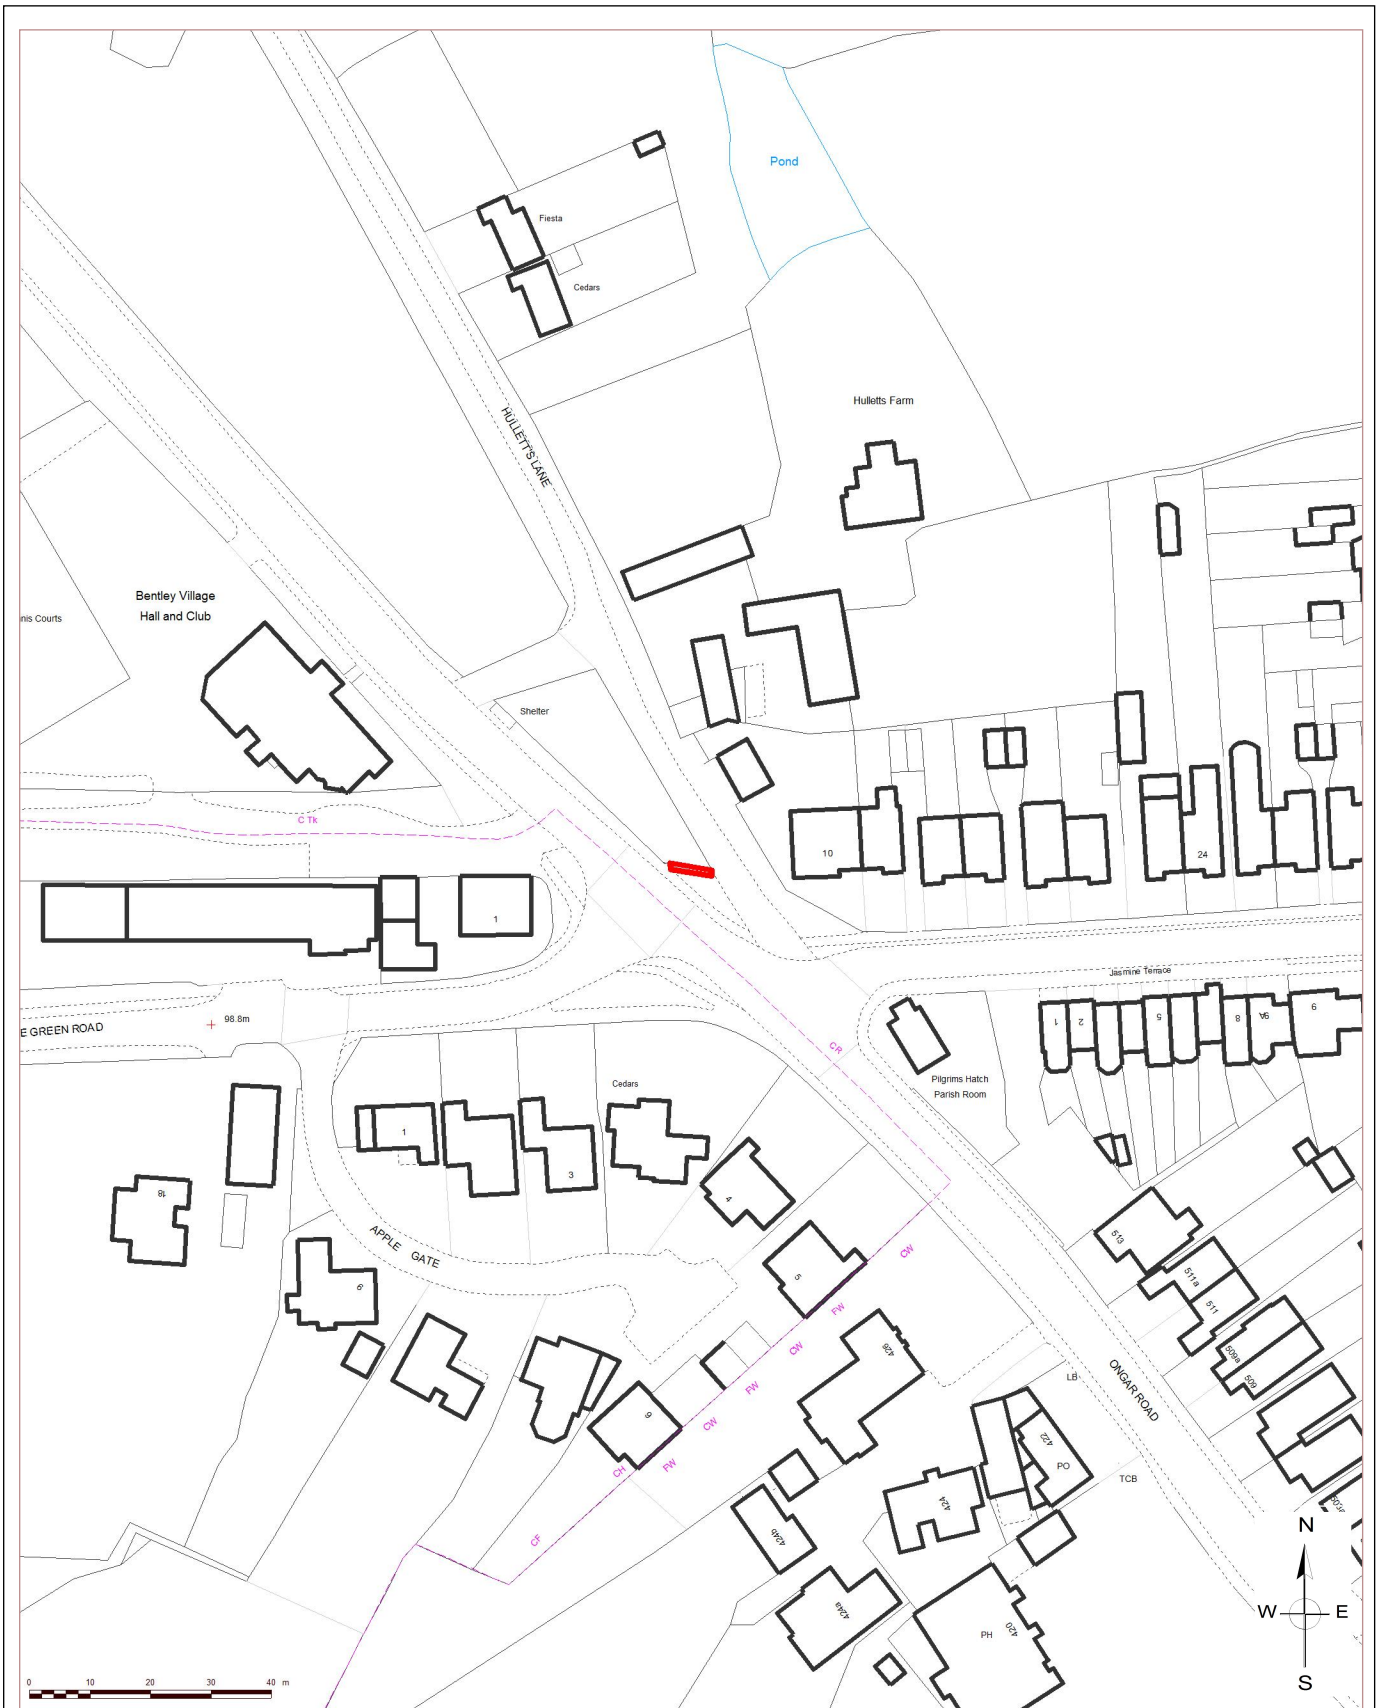 Pond
Fiesta
Cedars
HULLETT'S LANE
Hulletts Farm
Bentley Village
Hall and Club
nis Courts
Shelter
C Tk
10
24
1
Jasmine Terrace
E GREEN ROAD
98.8m
CR
1
2
5
8
9A
9
Pilgrims Hatch
Parish Room
Cedars
1
3
4
18
APPLE GATE
5
CW
FW
513
511a
511
6
CW
426
509a
509
FW
ONGAR ROAD
LB
CW
6
422
PO
CH
FW
TCB
424
CF
424b
424a
420
PH
N
W
E
S
0 10 20 30 40 m